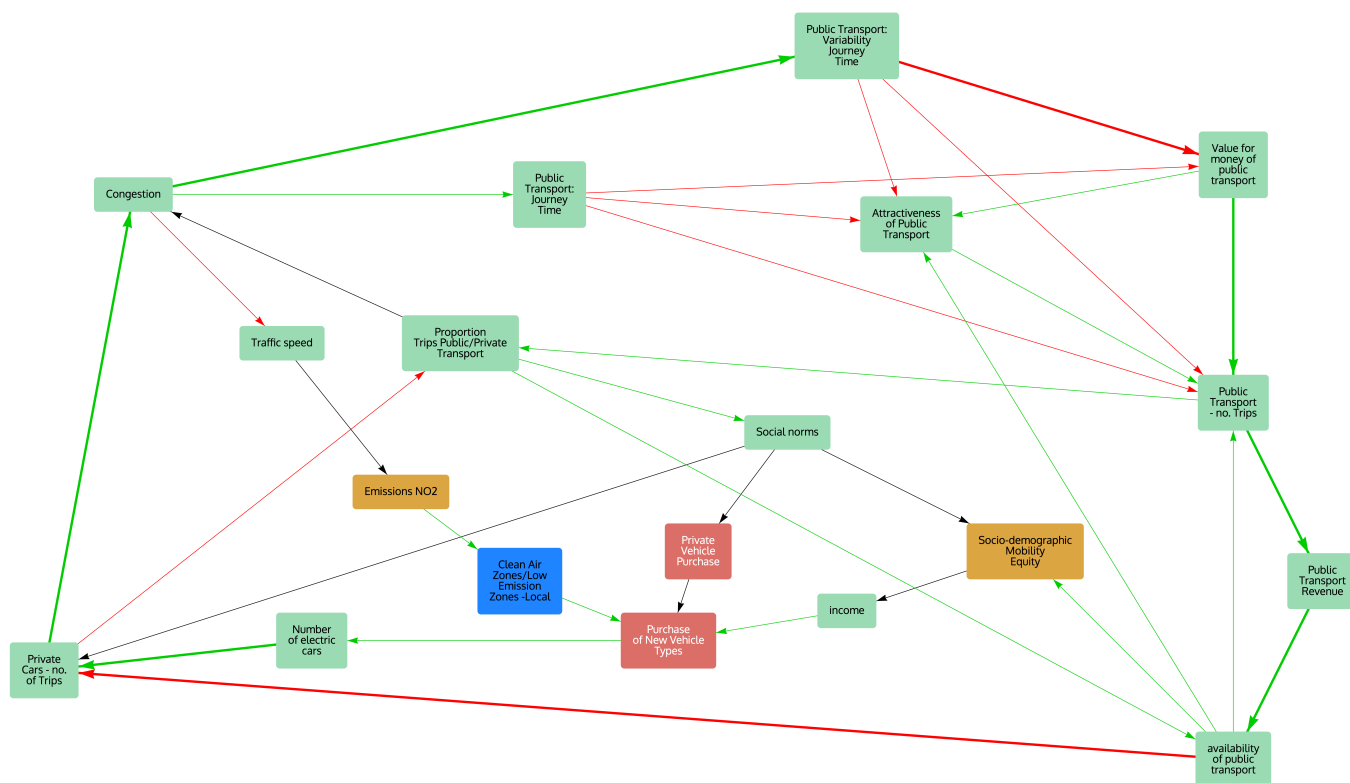 Public Transport:
Variability
Journey
Time
Value for
money of
public
transport
Congestion
Public
Transport:
Journey
Time
Attractiveness
of Public
Transport
Traffic speed
Proportion
Trips Public/Private
Transport
Public
Transport
- no. Trips
Social norms
Emissions NO2
Private
Vehicle
Purchase
Socio-demographic
Mobility
Equity
Clean Air
Zones/Low
Emission
Zones -Local
Public
Transport
Revenue
income
Number
of electric
cars
Purchase
of New Vehicle
Types
Private
Cars - no.
of Trips
availability
of public
transport